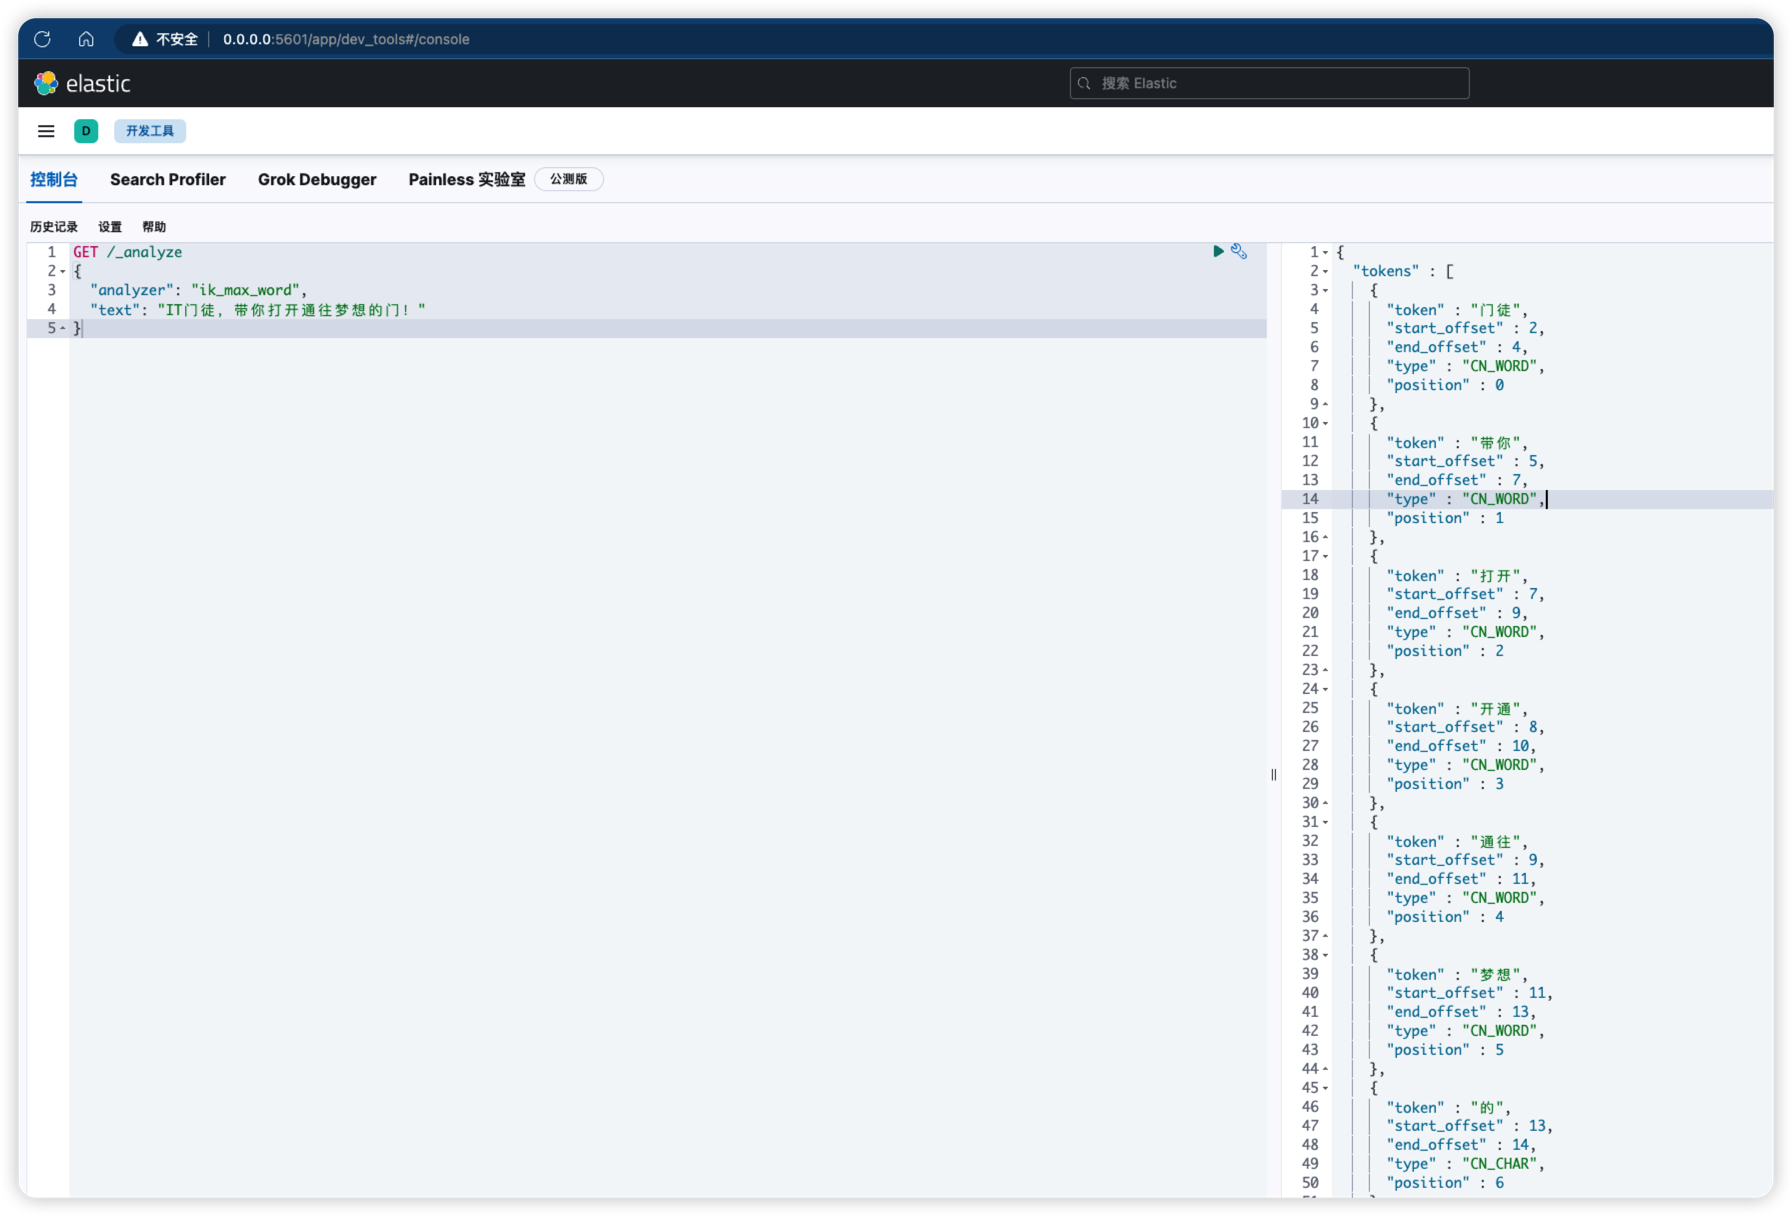 不安全 0.0.0.0:5601/app/dev_tools#/console
elastic
搜索 Elastic
D 开发工具
控制台 Search Profiler Grok Debugger Painless 实验室 公测版
历史记录 设置 帮助
1 GET /_analyze
2 {
3 "analyzer": "ik_max_word",
4 "text": "IT门徒，带你打开通往梦想的门！"
5 }
1 {
2 "tokens" : [
3 {
4 "token" : "门徒",
5 "start_offset" : 2,
6 "end_offset" : 4,
7 "type" : "CN_WORD",
8 "position" : 0
9 },
10 {
11 "token" : "带你",
12 "start_offset" : 5,
13 "end_offset" : 7,
14 "type" : "CN_WORD",
15 "position" : 1
16 },
17 {
18 "token" : "打开",
19 "start_offset" : 7,
20 "end_offset" : 9,
21 "type" : "CN_WORD",
22 "position" : 2
23 },
24 {
25 "token" : "开通",
26 "start_offset" : 8,
27 "end_offset" : 10,
28 "type" : "CN_WORD",
29 "position" : 3
30 },
31 {
32 "token" : "通往",
33 "start_offset" : 9,
34 "end_offset" : 11,
35 "type" : "CN_WORD",
36 "position" : 4
37 },
38 {
39 "token" : "梦想",
40 "start_offset" : 11,
41 "end_offset" : 13,
42 "type" : "CN_WORD",
43 "position" : 5
44 },
45 {
46 "token" : "的",
47 "start_offset" : 13,
48 "end_offset" : 14,
49 "type" : "CN_CHAR",
50 "position" : 6